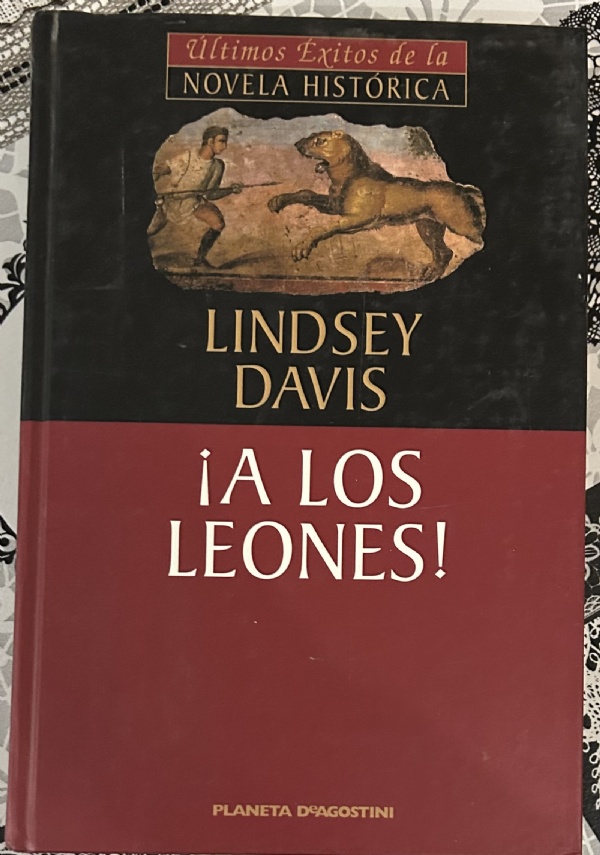 Últimos Éxitos de la
NOVELA HISTÓRICA
LINDSEY
DAVIS
¡A LOS
LEONES!
PLANETA DeAGOSTINI